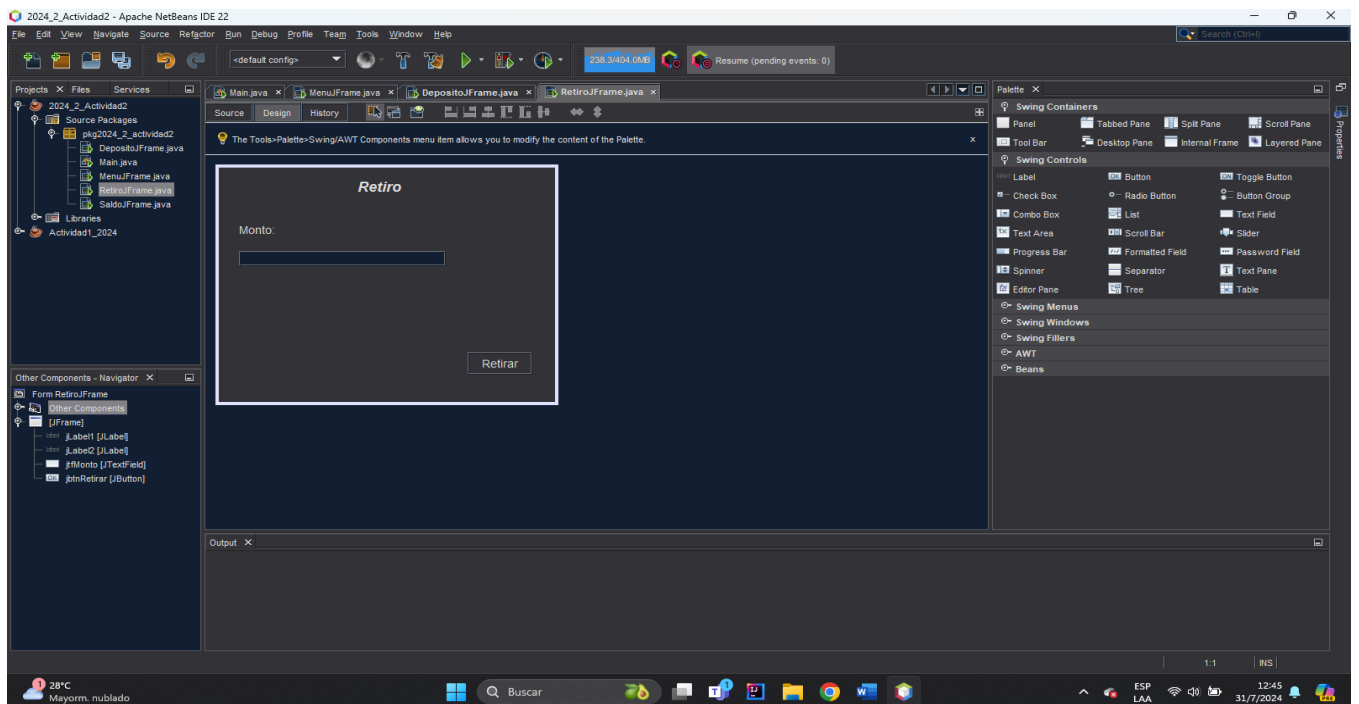 2024_2_Actividad2 - Apache NetBeans IDE 22
File Edit View Navigate Source Refactor Run Debug Profile Team Tools Window Help
Search (Ctrl+I)
<default config>
238.3/404.0MB
Resume (pending events: 0)
Projects Files Services
2024_2_Actividad2
Source Packages
pkg2024_2_actividad2
DepositoJFrame.java
Main.java
MenuJFrame.java
RetiroJFrame.java
SaldoJFrame.java
Libraries
Actividad1_2024
Other Components - Navigator
Form RetiroJFrame
Other Components
[JFrame]
label jLabel1 [JLabel]
label jLabel2 [JLabel]
jtfMonto [JTextField]
OK jbtnRetirar [JButton]
Main.java MenuJFrame.java DepositoJFrame.java RetiroJFrame.java
Source Design History
The Tools>Palette>Swing/AWT Components menu item allows you to modify the content of the Palette. x
Retiro
Monto:
Retirar
Output
Palette
Swing Containers
Panel Tabbed Pane Split Pane Scroll Pane
Tool Bar Desktop Pane Internal Frame Layered Pane
Swing Controls
label Label OK Button ON Toggle Button
Check Box Radio Button Button Group
Combo Box List Text Field
Text Area Scroll Bar Slider
Progress Bar Formatted Field Password Field
Spinner Separator Text Pane
Editor Pane Tree Table
Swing Menus
Swing Windows
Swing Fillers
AWT
Beans
Properties
1:1 INS
1
28°C
Mayorm. nublado
Buscar
1
ESP
LAA
12:45
31/7/2024